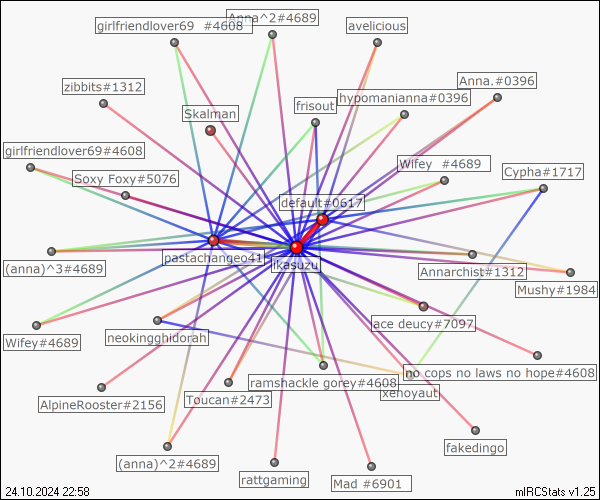 girlfriendlover69 #4608
Anna^2#4689
avelicious
zibbits#1312
Anna.#0396
hypomanianna#0396
frisout
Skalman
girlfriendlover69#4608
Wifey #4689
Soxy Foxy#5076
Cypha#1717
default#0617
pastachangeo41
ikasuzu
(anna)^3#4689
Annarchist#1312
Mushy#1984
ace deucy#7097
Wifey#4689
neokingghidorah
no cops no laws no hope#4608
ramshackle gorey#4608
xenoyaut
Toucan#2473
AlpineRooster#2156
fakedingo
(anna)^2#4689
rattgaming
Mad #6901
24.10.2024 22:58
mIRCStats v1.25